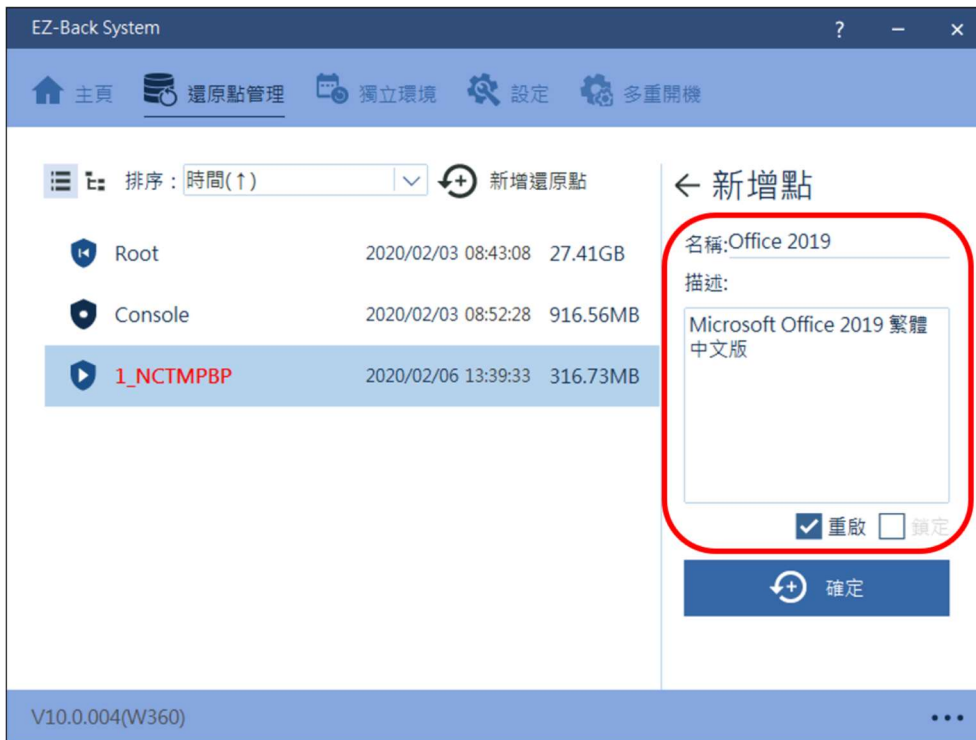 EZ-Back System ?
主頁 還原點管理 獨立環境 設定 多重開機
排序：時間(↑) 新增還原點
Root 2020/02/03 08:43:08 27.41GB
Console 2020/02/03 08:52:28 916.56MB
1_NCTMPBP 2020/02/06 13:39:33 316.73MB
← 新增點
名稱:Office 2019
描述:
Microsoft Office 2019 繁體
中文版
重啟 鎖定
確定
V10.0.004(W360)